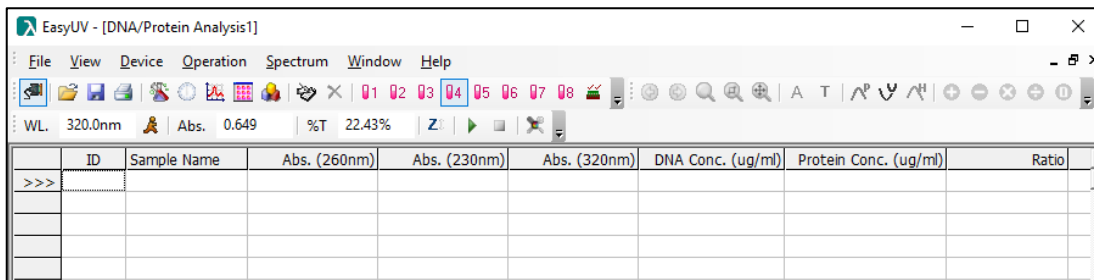 EasyUV - [DNA/Protein Analysis1]
File View Device Operation Spectrum Window Help
1 2 3 4 5 6 7 8 A T P H
WL. 320.0nm Abs. 0.649 %T 22.43% Z
ID Sample Name Abs. (260nm) Abs. (230nm) Abs. (320nm) DNA Conc. (ug/ml) Protein Conc. (ug/ml) Ratio
>>>